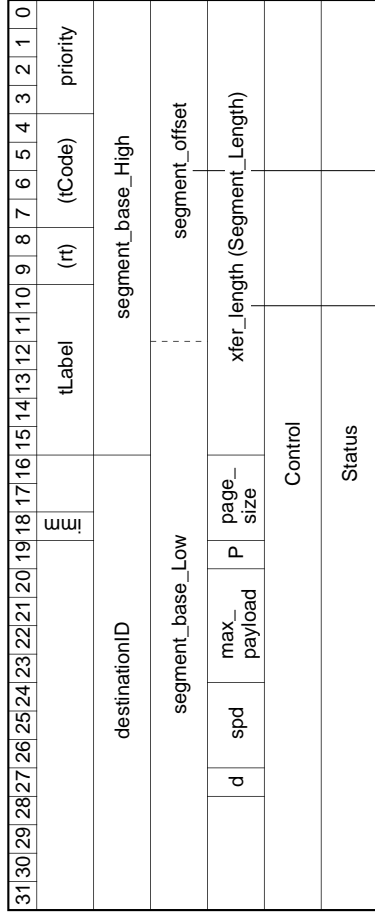 31 30 29 28 27 26 25 24 23 22 21 20 19 18 17 16 15 14 13 12 11 10 9 8 7 6 5 4 3 2 1 0
imm tLabel (rt) (tCode) priority
destinationID segment_base_High
segment_base_Low segment_offset
d spd max_
payload P page_
size xfer_length (Segment_Length)
Control
Status